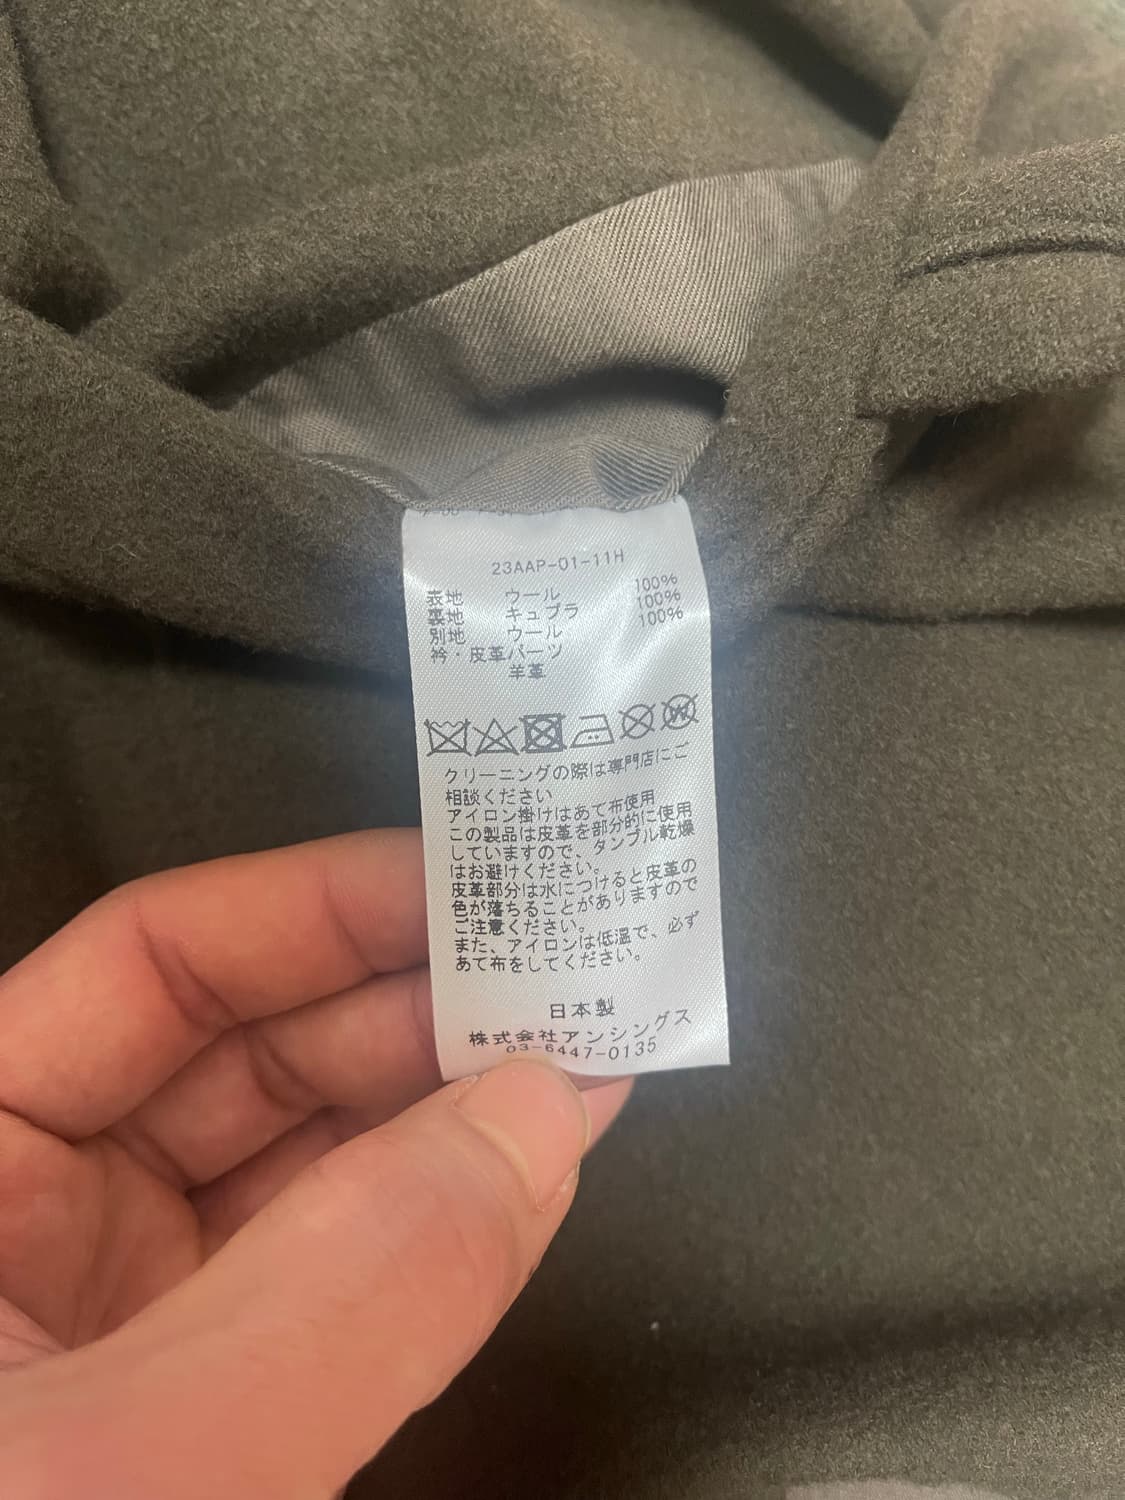 23AAP-01-11H
表地 ウール 100%
裏地 キュプラ 100%
別地 ウール 100%
衿・皮革パーツ
羊革
W
クリーニングの際は専門店にご
相談ください
アイロン掛けはあて布使用
この製品は皮革を部分的に使用
していますので、タンブル乾燥
はお避けください。
皮革部分は水につけると皮革の
色が落ちることがありますので
ご注意ください。
また、アイロンは低温で、必ず
あて布をしてください。
日本製
株式会社アンシングス
03-6447-0135